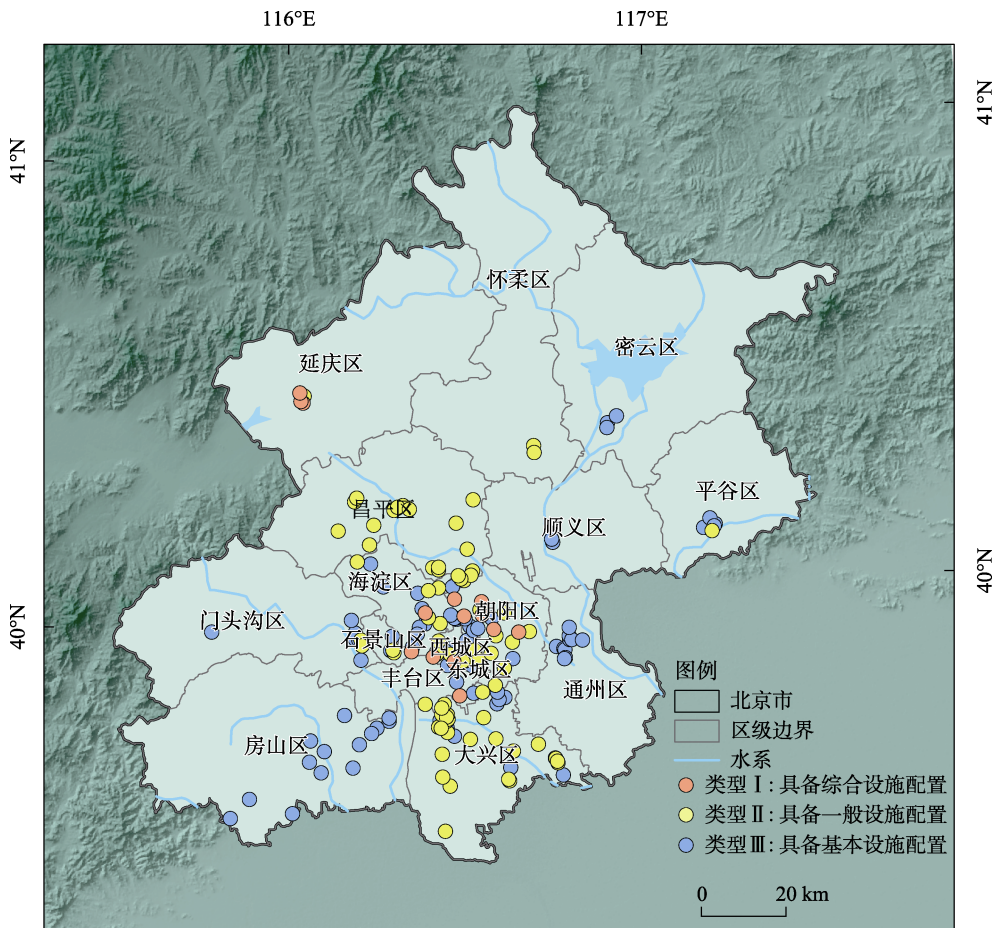 116°E
117°E
41°N
41°N
40°N
40°N
怀柔区
密云区
延庆区
平谷区
昌平区
顺义区
海淀区
朝阳区
门头沟区
石景山区
西城区
东城区
丰台区
通州区
房山区
大兴区
图例
北京市
区级边界
水系
类型Ⅰ:具备综合设施配置
类型Ⅱ:具备一般设施配置
类型Ⅲ:具备基本设施配置
0 20 km